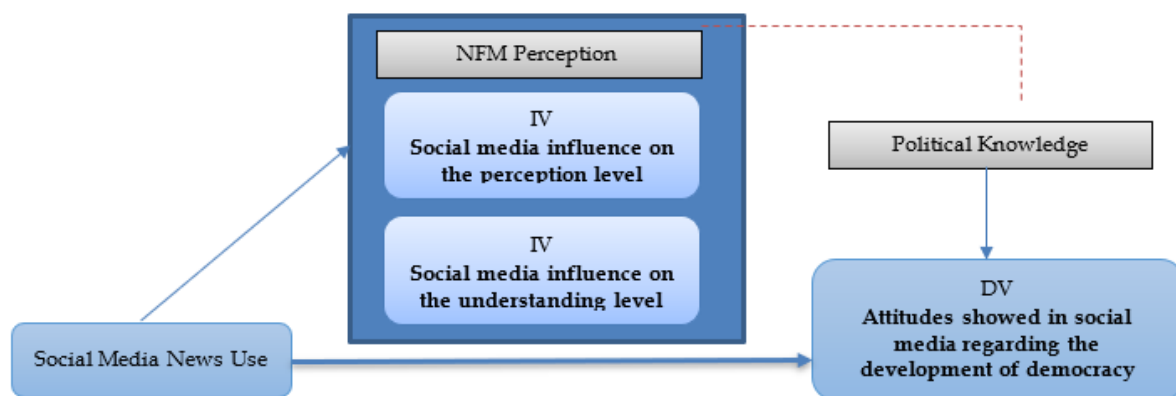 NFM Perception
IV
Social media influence on
the perception level
IV
Social media influence on
the understanding level
Political Knowledge
Social Media News Use
DV
Attitudes showed in social
media regarding the
development of democracy